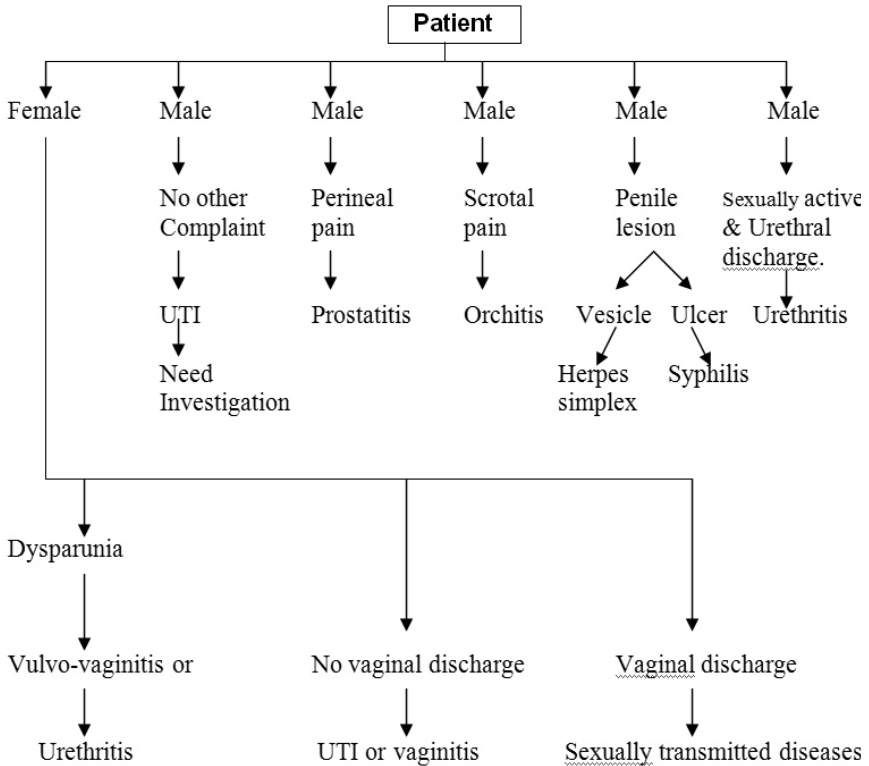 Patient
Female Male Male Male Male Male
No other Perineal Scrotal Penile Sexually active
Complaint pain pain lesion & Urethral
discharge.
UTI Prostatitis Orchitis Vesicle Ulcer Urethritis
Need Herpes Syphilis
Investigation simplex
Dysparunia
Vulvo-vaginitis or No vaginal discharge Vaginal discharge
Urethritis UTI or vaginitis Sexually transmitted diseases